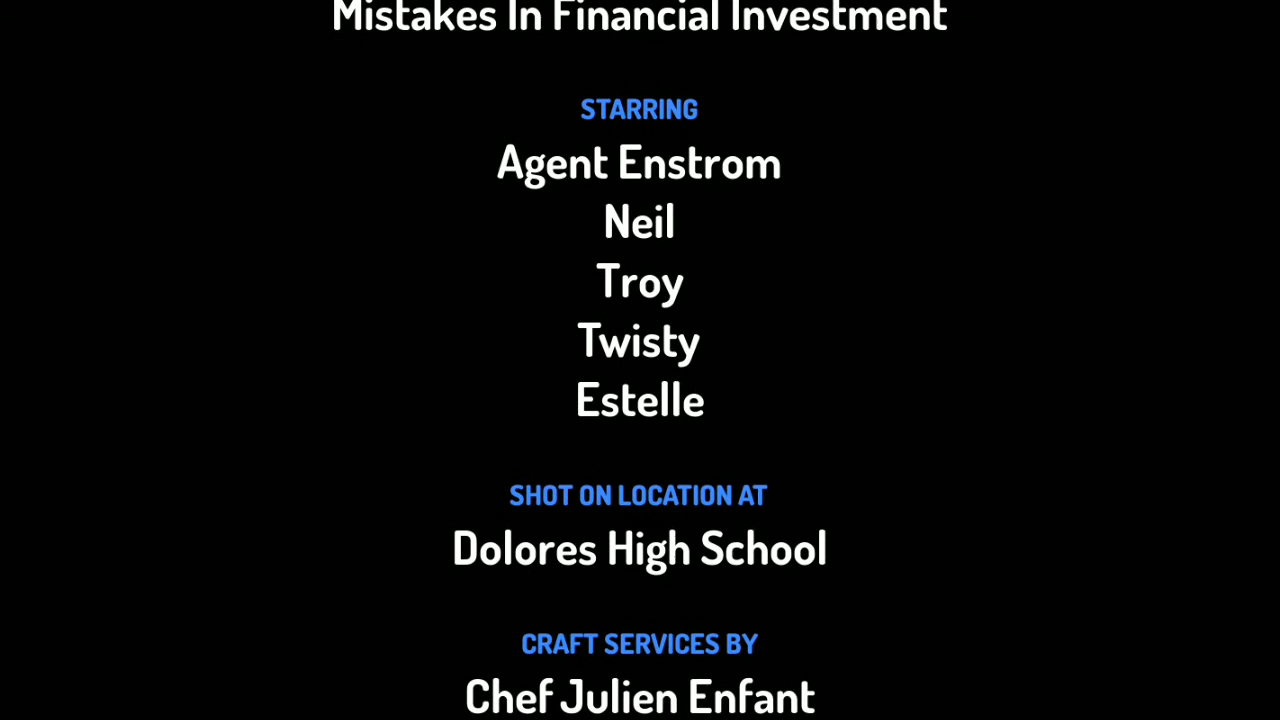 Mistakes In Financial Investment
STARRING
Agent Enstrom
Neil
Troy
Twisty
Estelle
SHOT ON LOCATION AT
Dolores High School
CRAFT SERVICES BY
Chef Julien Enfant